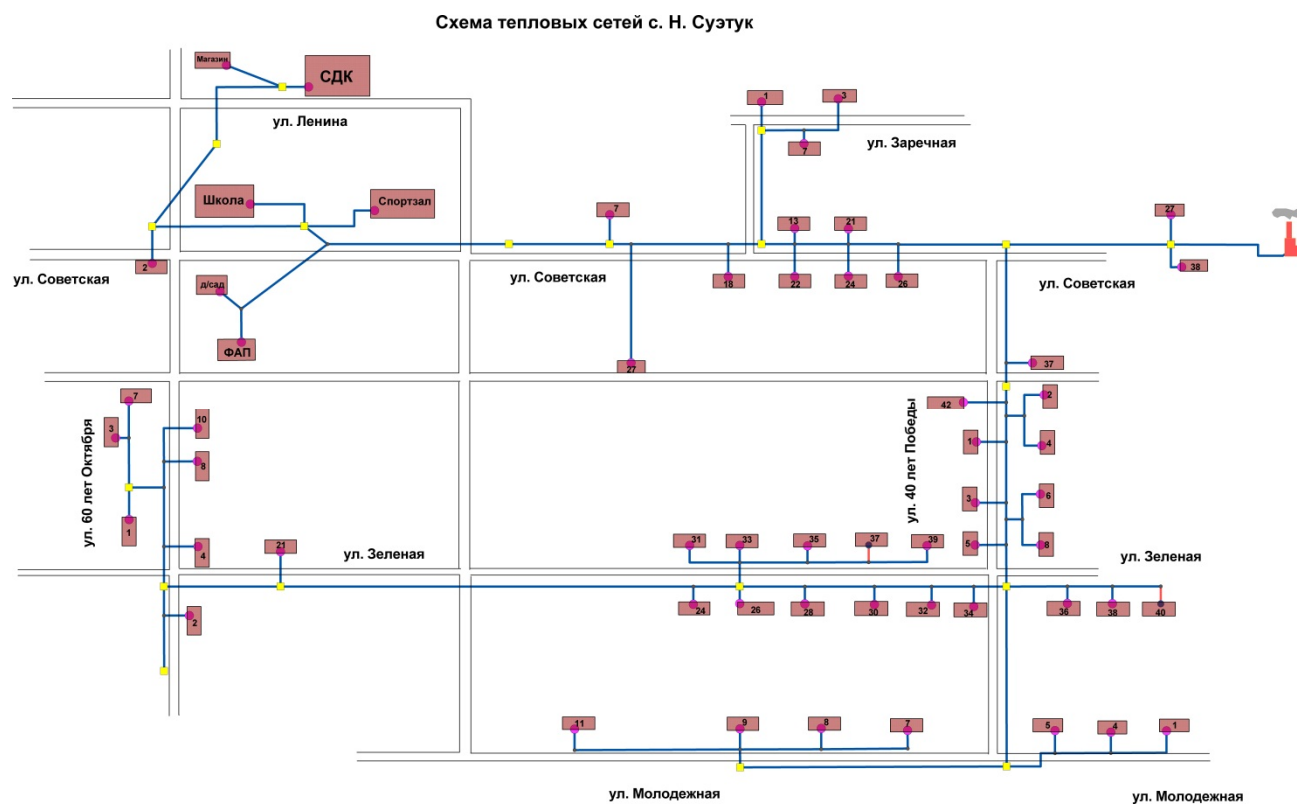 Схема тепловых сетей с. Н. Суэтук
Магазин
СДК
ул. Ленина
1
3
7
ул. Заречная
Школа
Спортзал
7
13
21
27
2
ул. Советская
д/сад
ФАП
ул. Советская
18
22
24
26
38
ул. Советская
27
37
7
3
1
ул. 60 лет Октября
10
8
4
42
2
1
4
ул. 40 лет Победы
3
6
5
8
21
ул. Зеленая
31
33
35
37
39
ул. Зеленая
2
24
26
28
30
32
34
36
38
40
11
9
8
7
5
4
1
ул. Молодежная
ул. Молодежная